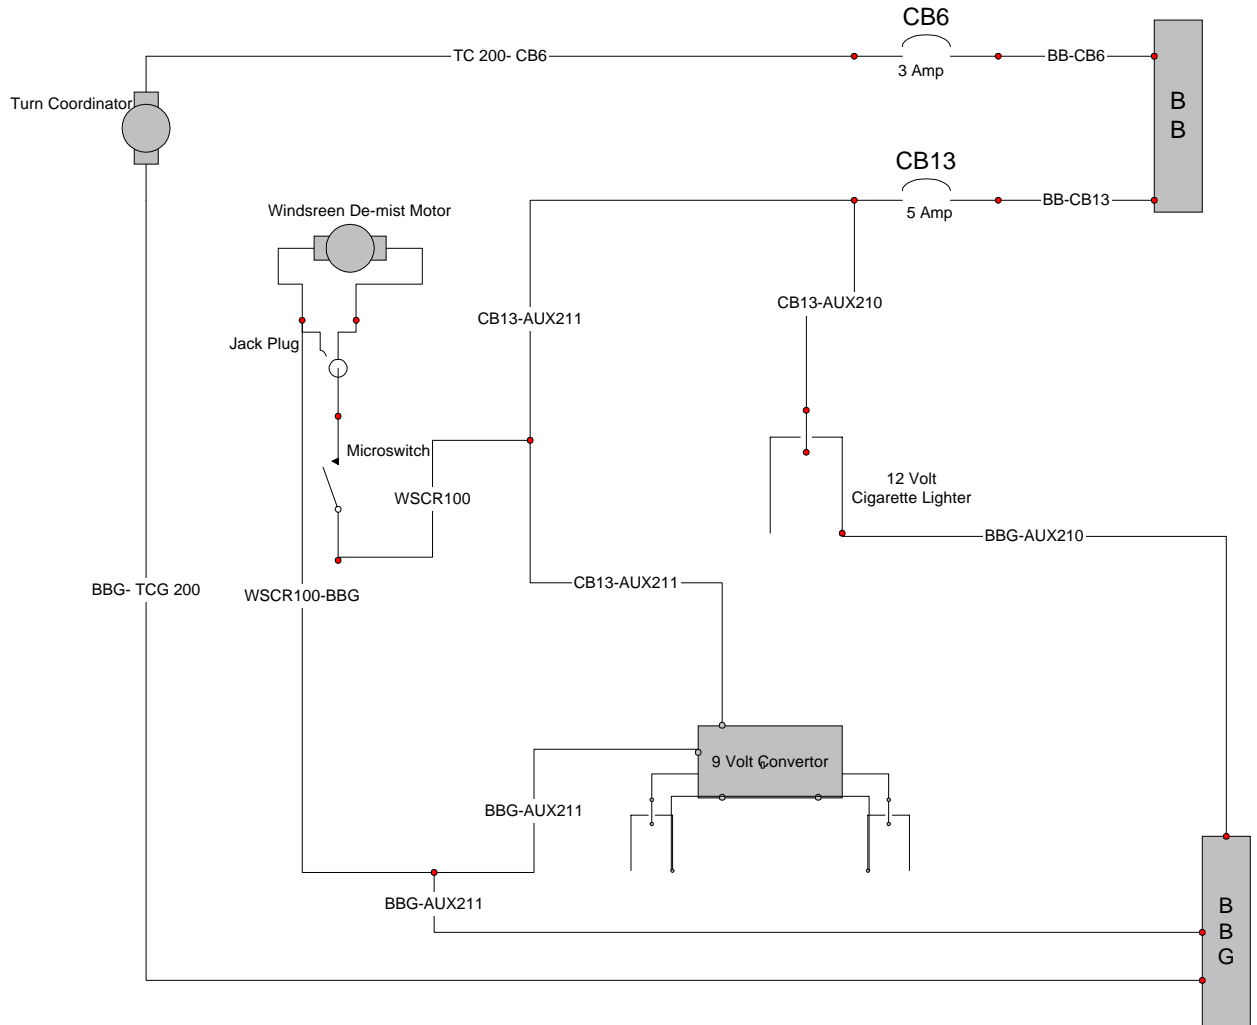 CB6
TC 200- CB6
BB-CB6
3 Amp
B
B
Turn Coordinator
CB13
5 Amp
BB-CB13
Windsreen De-mist Motor
CB13-AUX210
CB13-AUX211
Jack Plug
Microswitch
WSCR100
12 Volt
Cigarette Lighter
BBG-AUX210
CB13-AUX211
BBG- TCG 200
WSCR100-BBG
9 Volt Convertor
BBG-AUX211
BBG-AUX211
B
B
G